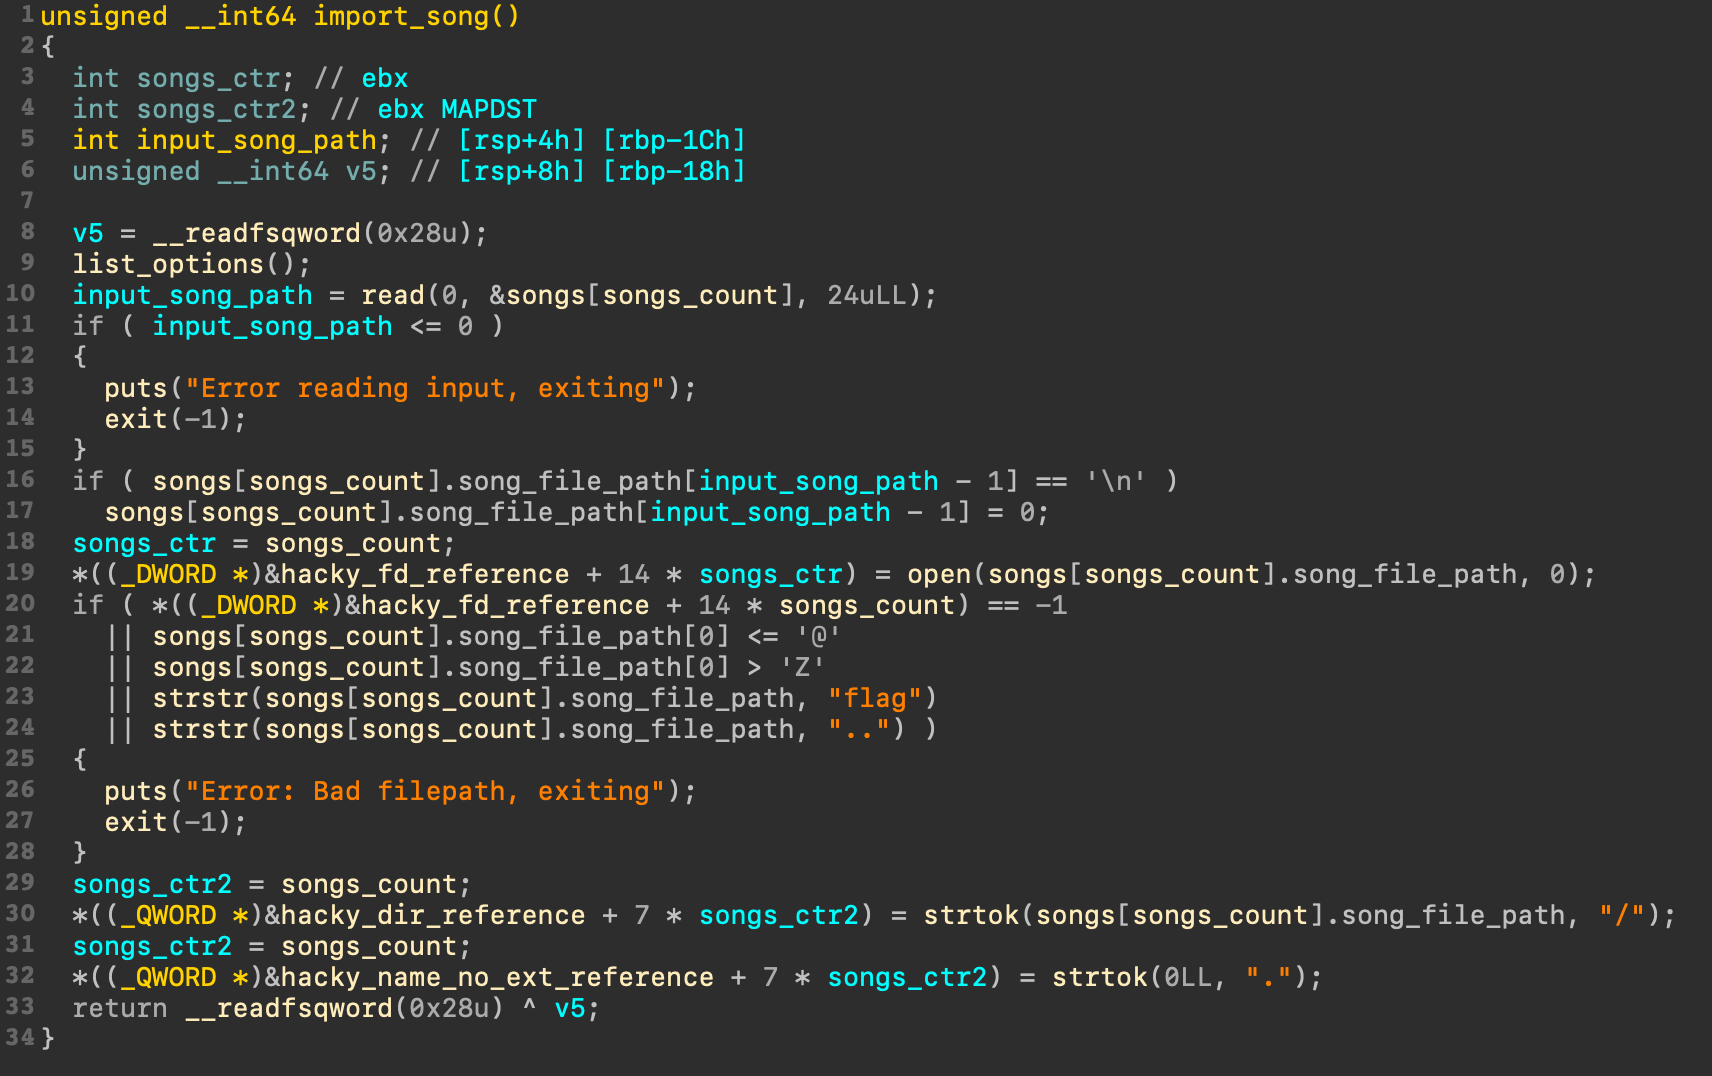 1 unsigned __int64 import_song()
2 {
3   int songs_ctr; // ebx
4   int songs_ctr2; // ebx MAPDST
5   int input_song_path; // [rsp+4h] [rbp-1Ch]
6   unsigned __int64 v5; // [rsp+8h] [rbp-18h]
7
8   v5 = __readfsqword(0x28u);
9   list_options();
10   input_song_path = read(0, &songs[songs_count], 24uLL);
11   if ( input_song_path <= 0 )
12   {
13     puts("Error reading input, exiting");
14     exit(-1);
15   }
16   if ( songs[songs_count].song_file_path[input_song_path - 1] == '\n' )
17     songs[songs_count].song_file_path[input_song_path - 1] = 0;
18   songs_ctr = songs_count;
19   *((_DWORD *)&hacky_fd_reference + 14 * songs_ctr) = open(songs[songs_count].song_file_path, 0);
20   if ( *((_DWORD *)&hacky_fd_reference + 14 * songs_count) == -1
21     || songs[songs_count].song_file_path[0] <= '@'
22     || songs[songs_count].song_file_path[0] > 'Z'
23     || strstr(songs[songs_count].song_file_path, "flag")
24     || strstr(songs[songs_count].song_file_path, "..") )
25   {
26     puts("Error: Bad filepath, exiting");
27     exit(-1);
28   }
29   songs_ctr2 = songs_count;
30   *((_QWORD *)&hacky_dir_reference + 7 * songs_ctr2) = strtok(songs[songs_count].song_file_path, "/");
31   songs_ctr2 = songs_count;
32   *((_QWORD *)&hacky_name_no_ext_reference + 7 * songs_ctr2) = strtok(0LL, ".");
33   return __readfsqword(0x28u) ^ v5;
34 }